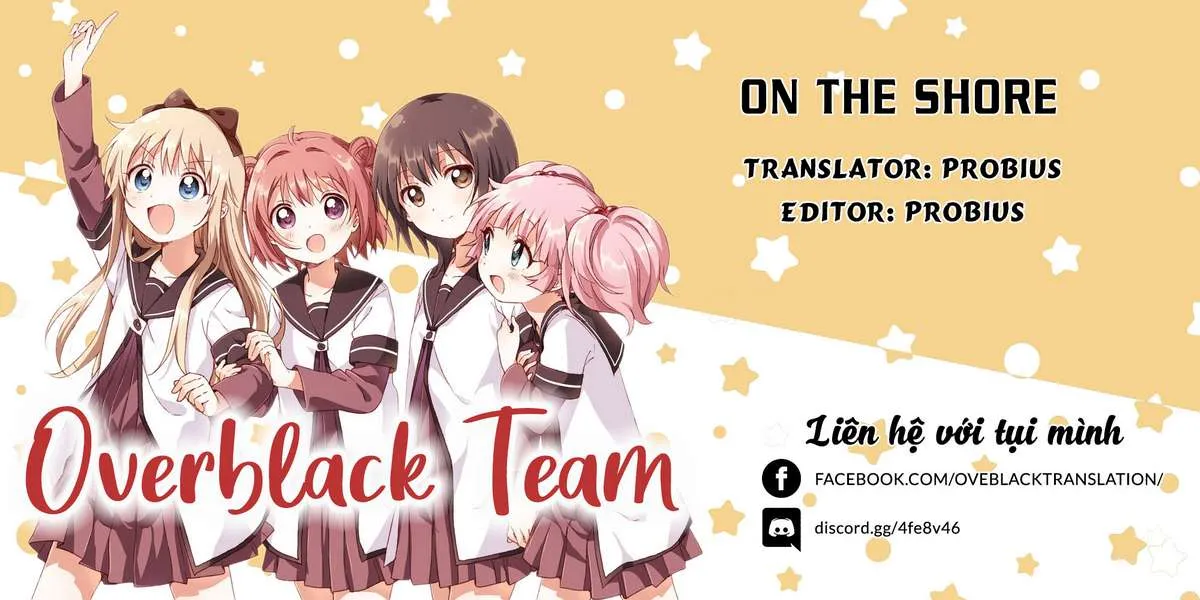 ON THE SHORE
TRANSLATOR: PROBIUS
EDITOR: PROBIUS
Overblack Team
Liên hệ với tụi mình
FACEBOOK.COM/OVEBLACKTRANSLATION/
discord.gg/4fe8v46